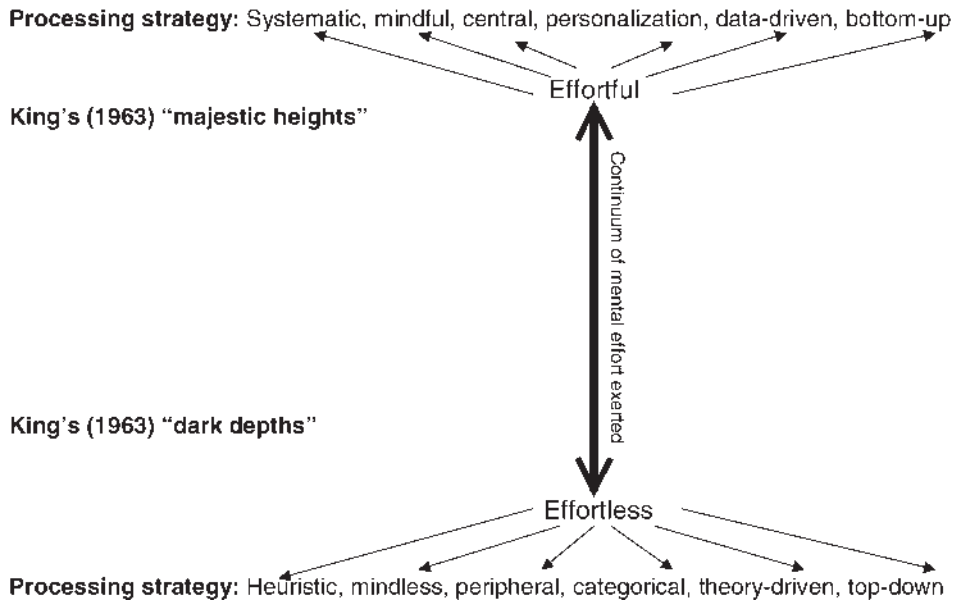 Processing strategy: Systematic, mindful, central, personalization, data-driven, bottom-up
Effortful
King's (1963) “majestic heights”
Continuum of mental effort exerted
King's (1963) “dark depths”
Effortless
Processing strategy: Heuristic, mindless, peripheral, categorical, theory-driven, top-down